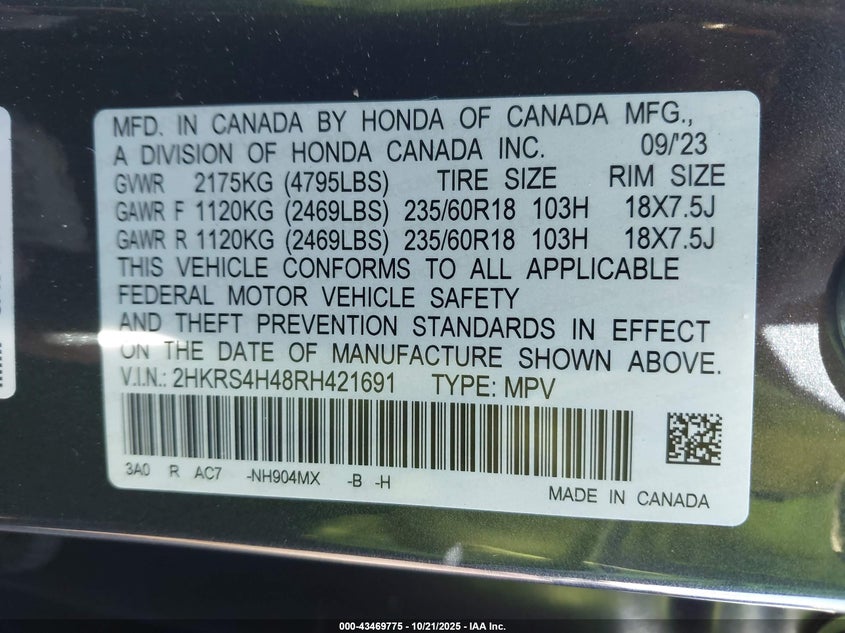 MFD. IN CANADA BY HONDA OF CANADA MFG.,
A DIVISION OF HONDA CANADA INC. 09/'23
GVWR 2175KG (4795LBS) TIRE SIZE RIM SIZE
GAWR F 1120KG (2469LBS) 235/60R18 103H 18X7.5J
GAWR R 1120KG (2469LBS) 235/60R18 103H 18X7.5J
THIS VEHICLE CONFORMS TO ALL APPLICABLE
FEDERAL MOTOR VEHICLE SAFETY
AND THEFT PREVENTION STANDARDS IN EFFECT
ON THE DATE OF MANUFACTURE SHOWN ABOVE.
V.I.N.: 2HKRS4H48RH421691 TYPE: MPV
3A0 R AC7 -NH904MX -B -H
MADE IN CANADA
000-43469775 - 10/21/2025 - IAA Inc.